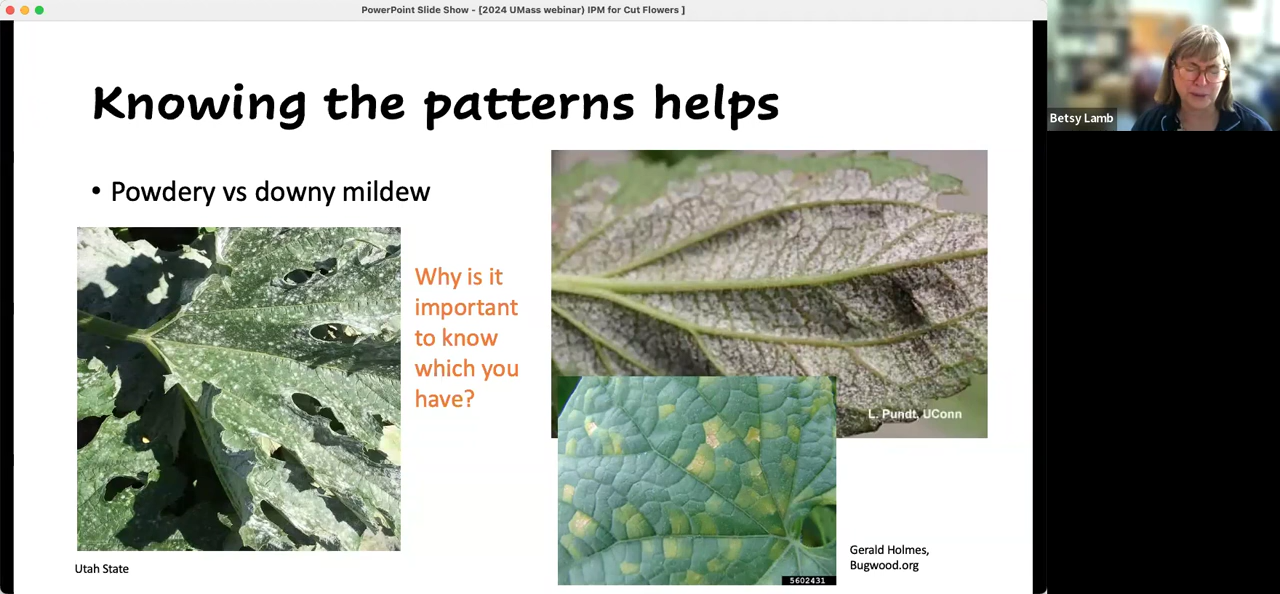 PowerPoint Slide Show - [2024 UMass webinar) IPM for Cut Flowers ]
Knowing the patterns helps
• Powdery vs downy mildew
Why is it
important
to know
which you
have?
L. Pundt, UConn
5602431
Gerald Holmes,
Bugwood.org
Utah State
Betsy Lamb